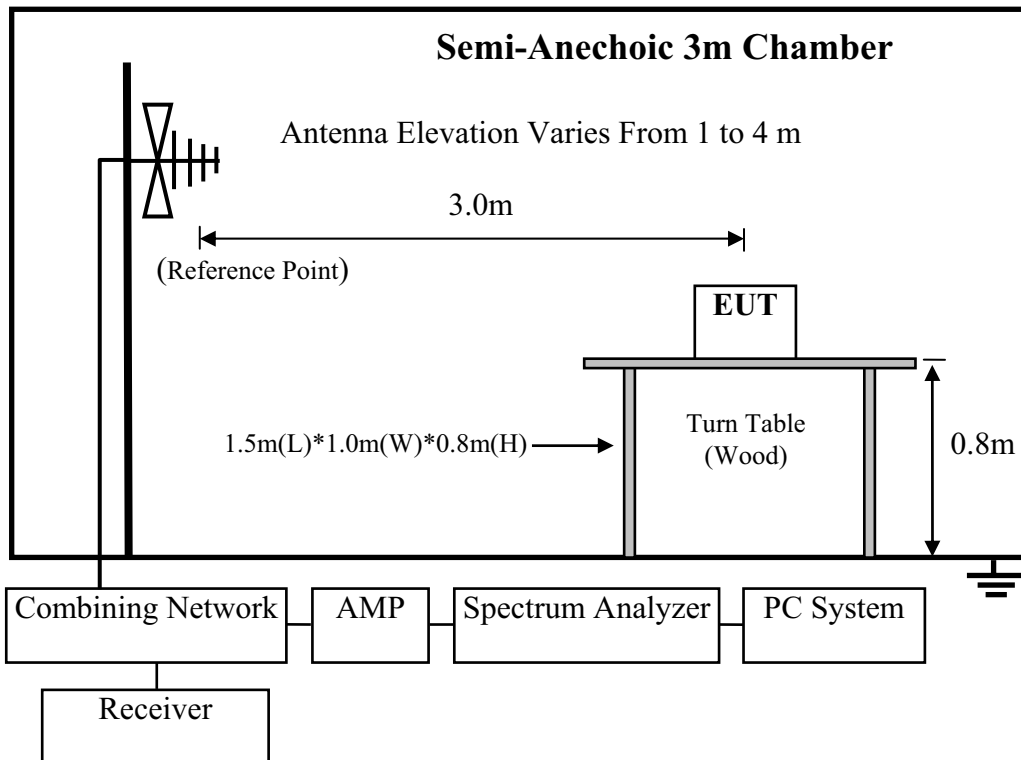 Semi-Anechoic 3m Chamber
Antenna Elevation Varies From 1 to 4 m
3.0m
(Reference Point)
EUT
1.5m(L)*1.0m(W)*0.8m(H)
Turn Table
(Wood)
0.8m
Combining Network
AMP
Spectrum Analyzer
PC System
Receiver